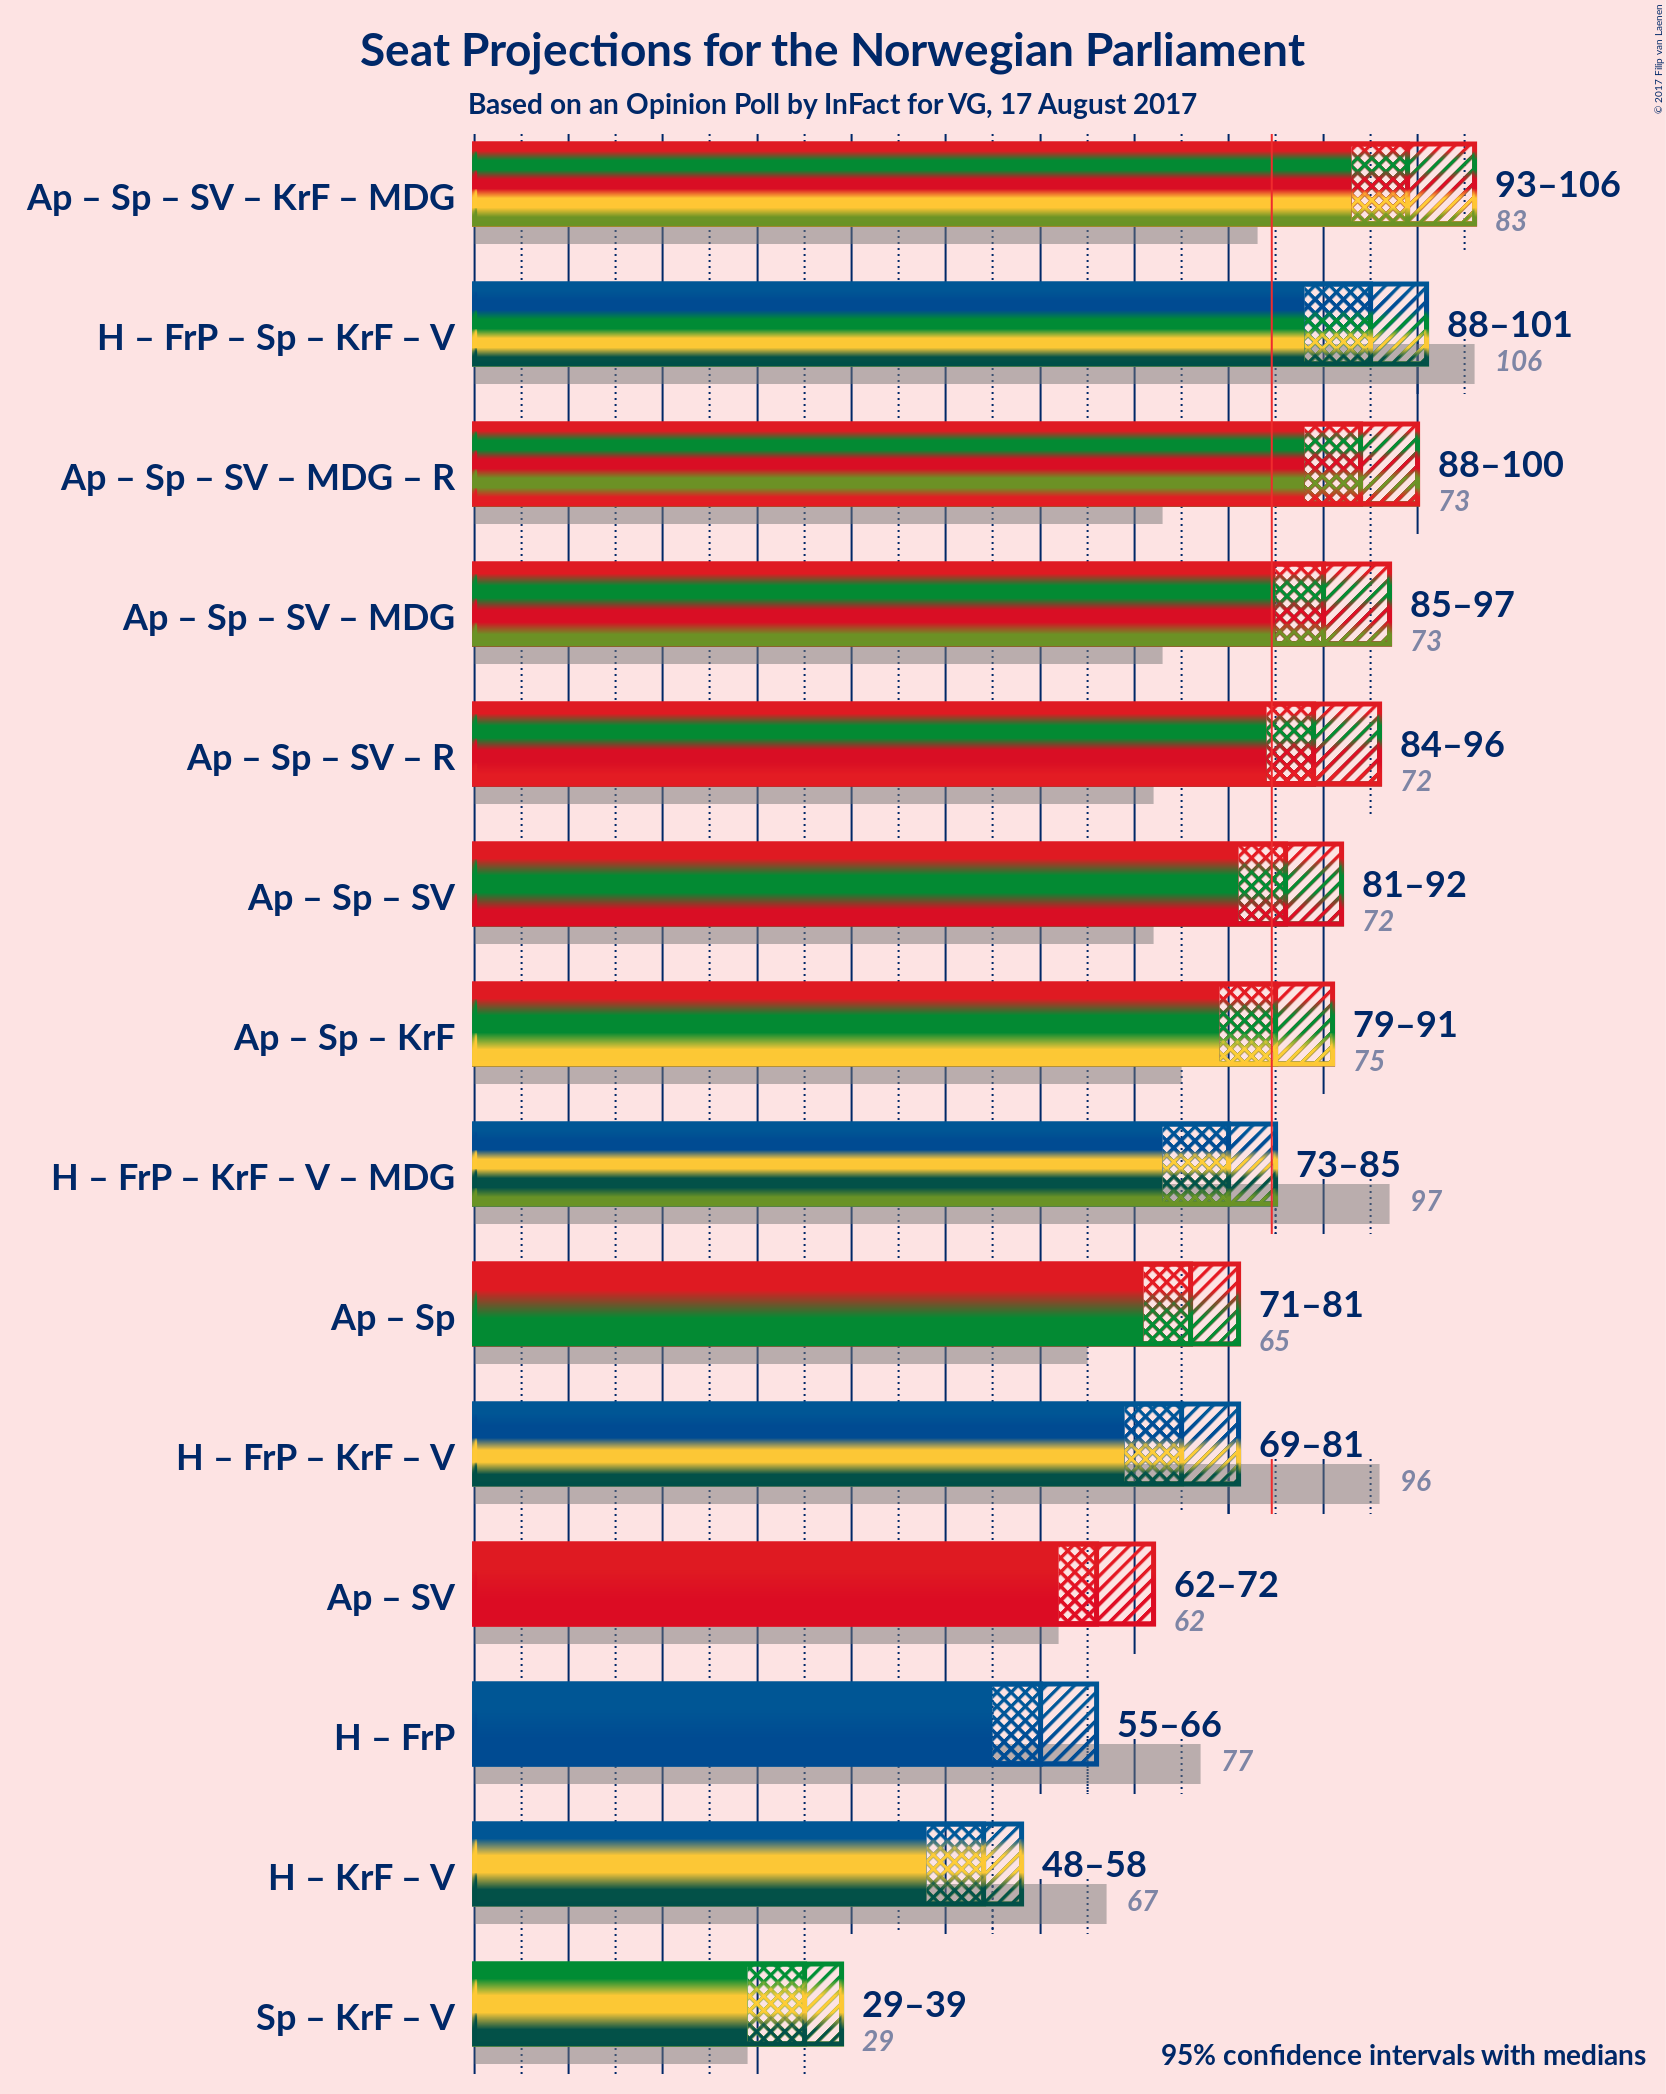 Seat Projections for the Norwegian Parliament
Based on an Opinion Poll by InFact for VG, 17 August 2017
© 2017 Filip van Laenen
Ap – Sp – SV – KrF – MDG
93–106
83
H – FrP – Sp – KrF – V
88–101
106
Ap – Sp – SV – MDG – R
88–100
73
Ap – Sp – SV – MDG
85–97
73
Ap – Sp – SV – R
84–96
72
Ap – Sp – SV
81–92
72
Ap – Sp – KrF
79–91
75
H – FrP – KrF – V – MDG
73–85
97
Ap – Sp
71–81
65
H – FrP – KrF – V
69–81
96
Ap – SV
62–72
62
H – FrP
55–66
77
H – KrF – V
48–58
67
Sp – KrF – V
29–39
29
95% confidence intervals with medians